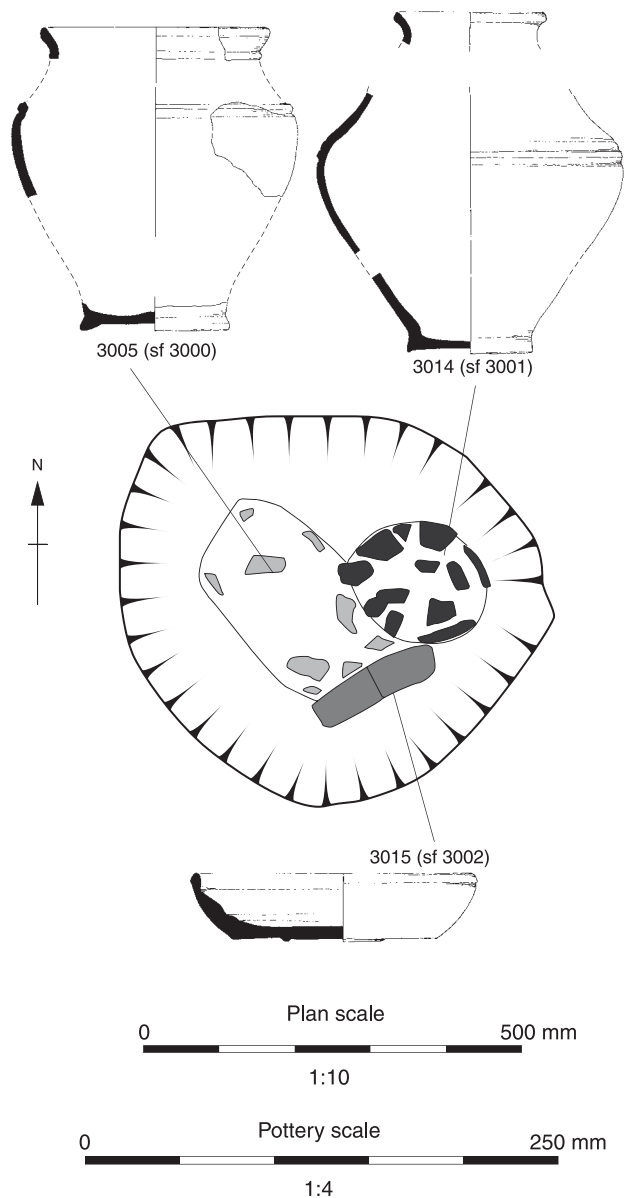 3005 (sf 3000)
3014 (sf 3001)
N
3015 (sf 3002)
Plan scale
0 500 mm
1:10
Pottery scale
0 250 mm
1:4